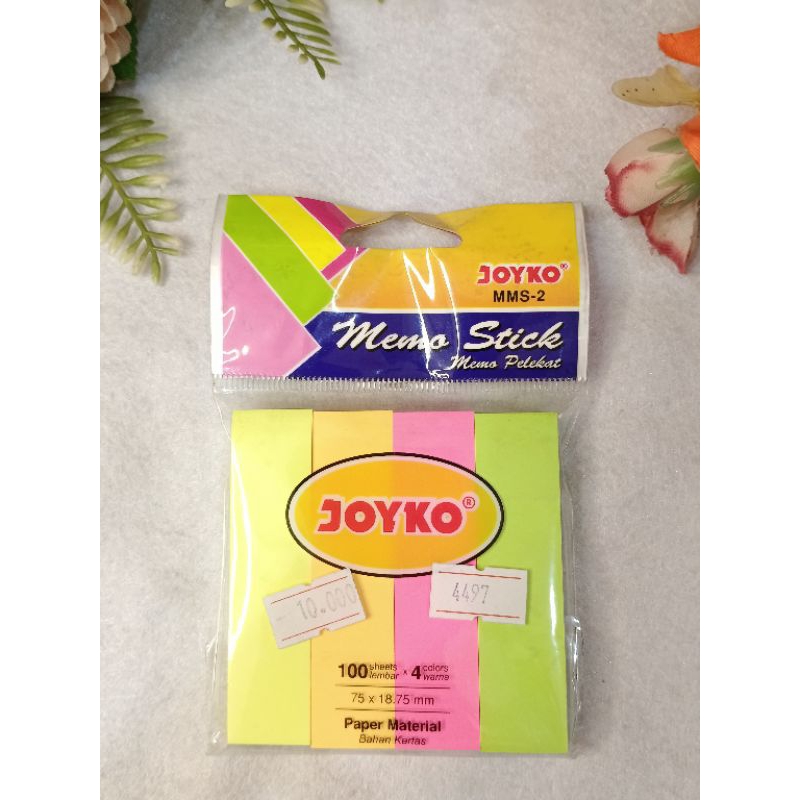 JOYKO®
MMS-2
Memo Stick
Memo Pelekat
JOYKO®
10.000
4497
100 sheets lembar x 4 colors warna
75 x 18.75 mm
Paper Material
Bahan Kertas